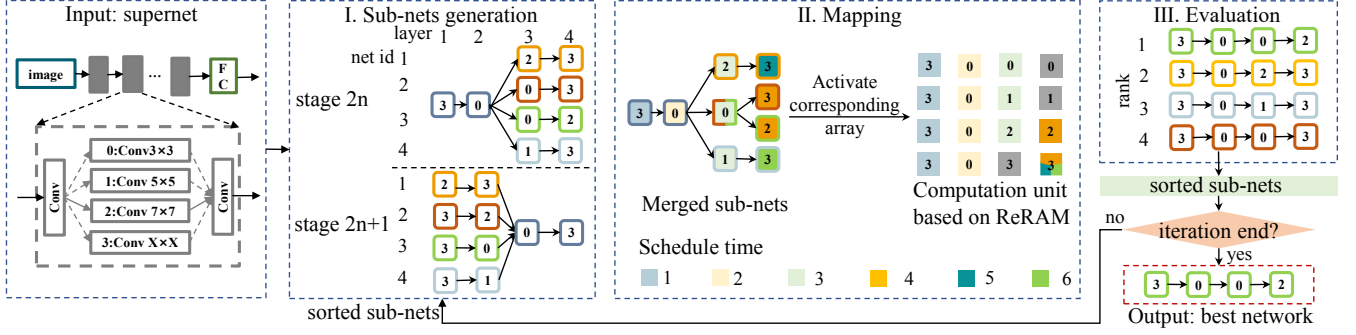 Input: supernet
image
...
F
C
Conv
0:Conv3×3
1:Conv 5×5
2:Conv 7×7
3:Conv X×X
Conv
I. Sub-nets generation
layer
1 2 3 4
net id
1
2 3
2
0 3
stage 2n
3 0
3
0 2
4
1 3
1
2 3
2
3 2
stage 2n+1
0 3
3
3 0
4
3 1
sorted sub-nets
II. Mapping
2 3
3
3 0 0
2
1 3
Merged sub-nets
Activate
corresponding
array
3 0 0 0
3 0 1 1
3 0 2 2
3 0 3 3
Computation unit
based on ReRAM
Schedule time
1 2 3 4 5 6
III. Evaluation
rank
1 3 0 0 2
2 3 0 2 3
3 3 0 1 3
4 3 0 0 3
sorted sub-nets
no
iteration end?
yes
3 0 0 2
Output: best network